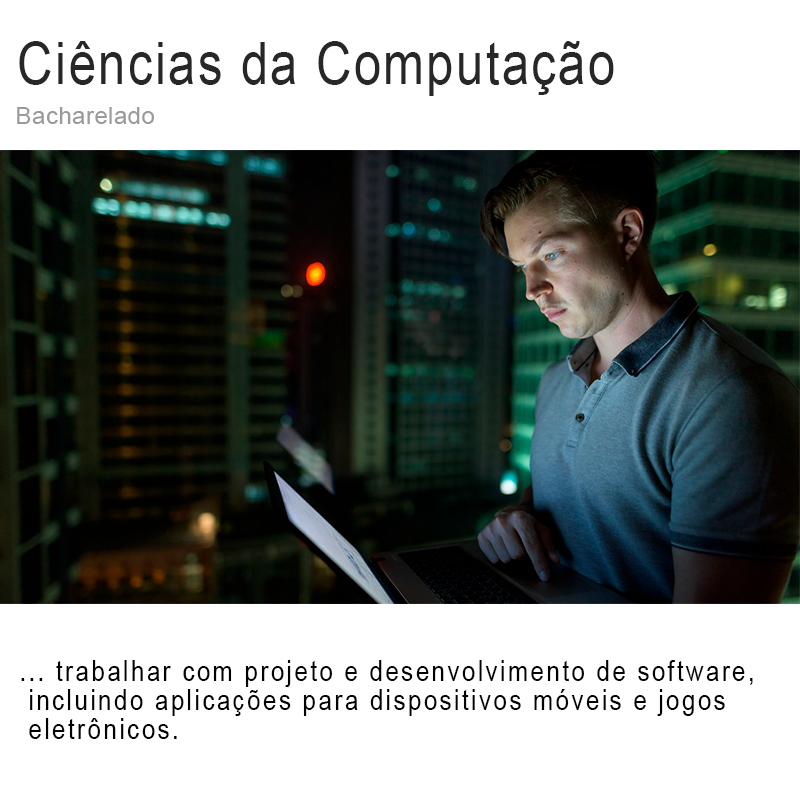 Ciências da Computação
Bacharelado
... trabalhar com projeto e desenvolvimento de software,
incluindo aplicações para dispositivos móveis e jogos
eletrônicos.